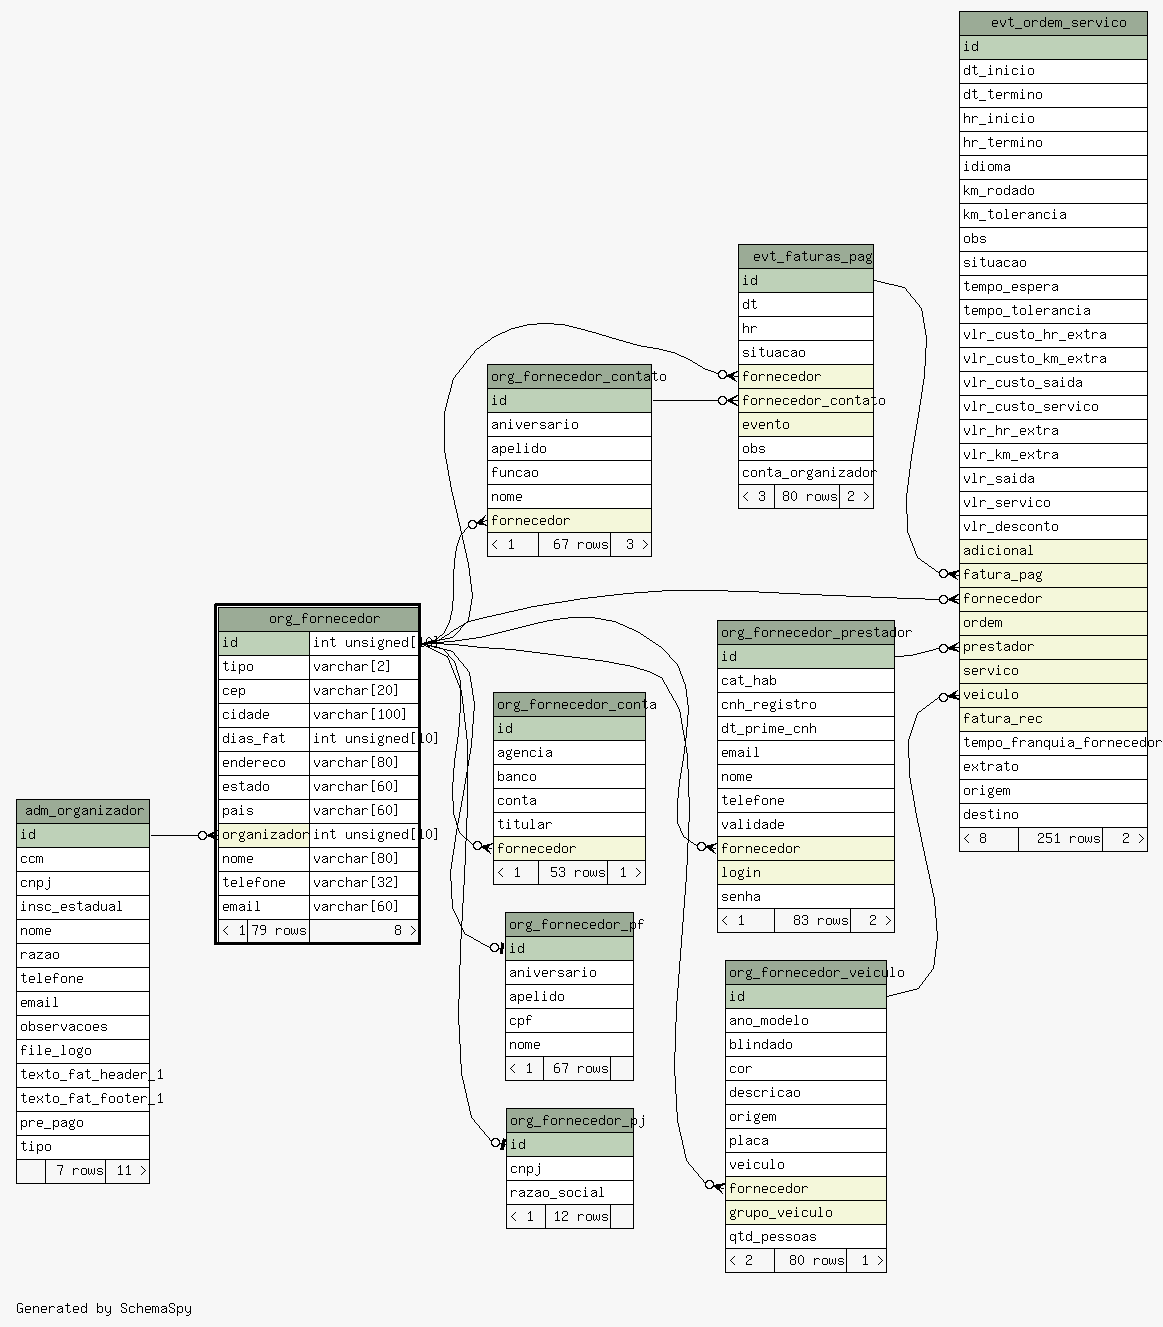 evt_ordem_servico
id
dt_inicio
dt_termino
hr_inicio
hr_termino
idioma
km_rodado
km_tolerancia
obs
situacao
tempo_espera
tempo_tolerancia
vlr_custo_hr_extra
vlr_custo_km_extra
vlr_custo_saida
vlr_custo_servico
vlr_hr_extra
vlr_km_extra
vlr_saida
vlr_servico
vlr_desconto
adicional
fatura_pag
fornecedor
ordem
prestador
servico
veiculo
fatura_rec
tempo_franquia_fornecedor
extrato
origem
destino
< 8 251 rows 2 >
evt_faturas_pag
id
dt
hr
situacao
fornecedor
fornecedor_contato
evento
obs
conta_organizador
< 3 80 rows 2 >
org_fornecedor_contato
id
aniversario
apelido
funcao
nome
fornecedor
< 1 67 rows 3 >
org_fornecedor
id int unsigned[10]
tipo varchar[2]
cep varchar[20]
cidade varchar[100]
dias_fat int unsigned[10]
endereco varchar[80]
estado varchar[60]
pais varchar[60]
organizador int unsigned[10]
nome varchar[80]
telefone varchar[32]
email varchar[60]
< 1 79 rows 8 >
org_fornecedor_prestador
id
cat_hab
cnh_registro
dt_prime_cnh
email
nome
telefone
validade
fornecedor
login
senha
< 1 83 rows 2 >
org_fornecedor_conta
id
agencia
banco
conta
titular
fornecedor
< 1 53 rows 1 >
adm_organizador
id
ccm
cnpj
insc_estadual
nome
razao
telefone
email
observacoes
file_logo
texto_fat_header_1
texto_fat_footer_1
pre_pago
tipo
7 rows 11 >
org_fornecedor_pf
id
aniversario
apelido
cpf
nome
< 1 67 rows
org_fornecedor_veiculo
id
ano_modelo
blindado
cor
descricao
origem
placa
veiculo
fornecedor
grupo_veiculo
qtd_pessoas
< 2 80 rows 1 >
org_fornecedor_pj
id
cnpj
razao_social
< 1 12 rows
Generated by SchemaSpy